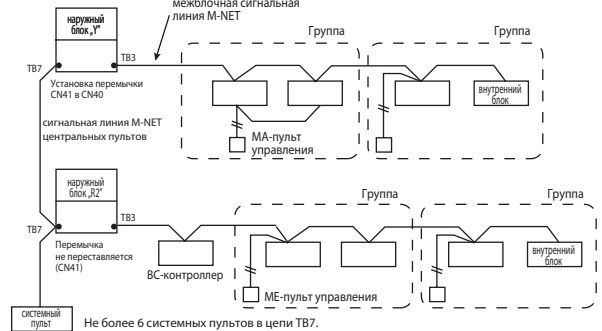 межблочная сигнальная
линия M-NET
наружный
блок „Y"
TB7
TB3
Группа
Группа
Установка перемычки
CN41 в CN40
внутренний
блок
сигнальная линия M-NET
центральных пультов
MA-пульт
управления
наружный
блок „R2"
TB7
TB3
Группа
Группа
Перемычка
не переставляется
(CN41)
BC-контроллер
внутренний
блок
ME-пульт управления
системный
пульт
Не более 6 системных пультов в цепи TB7.